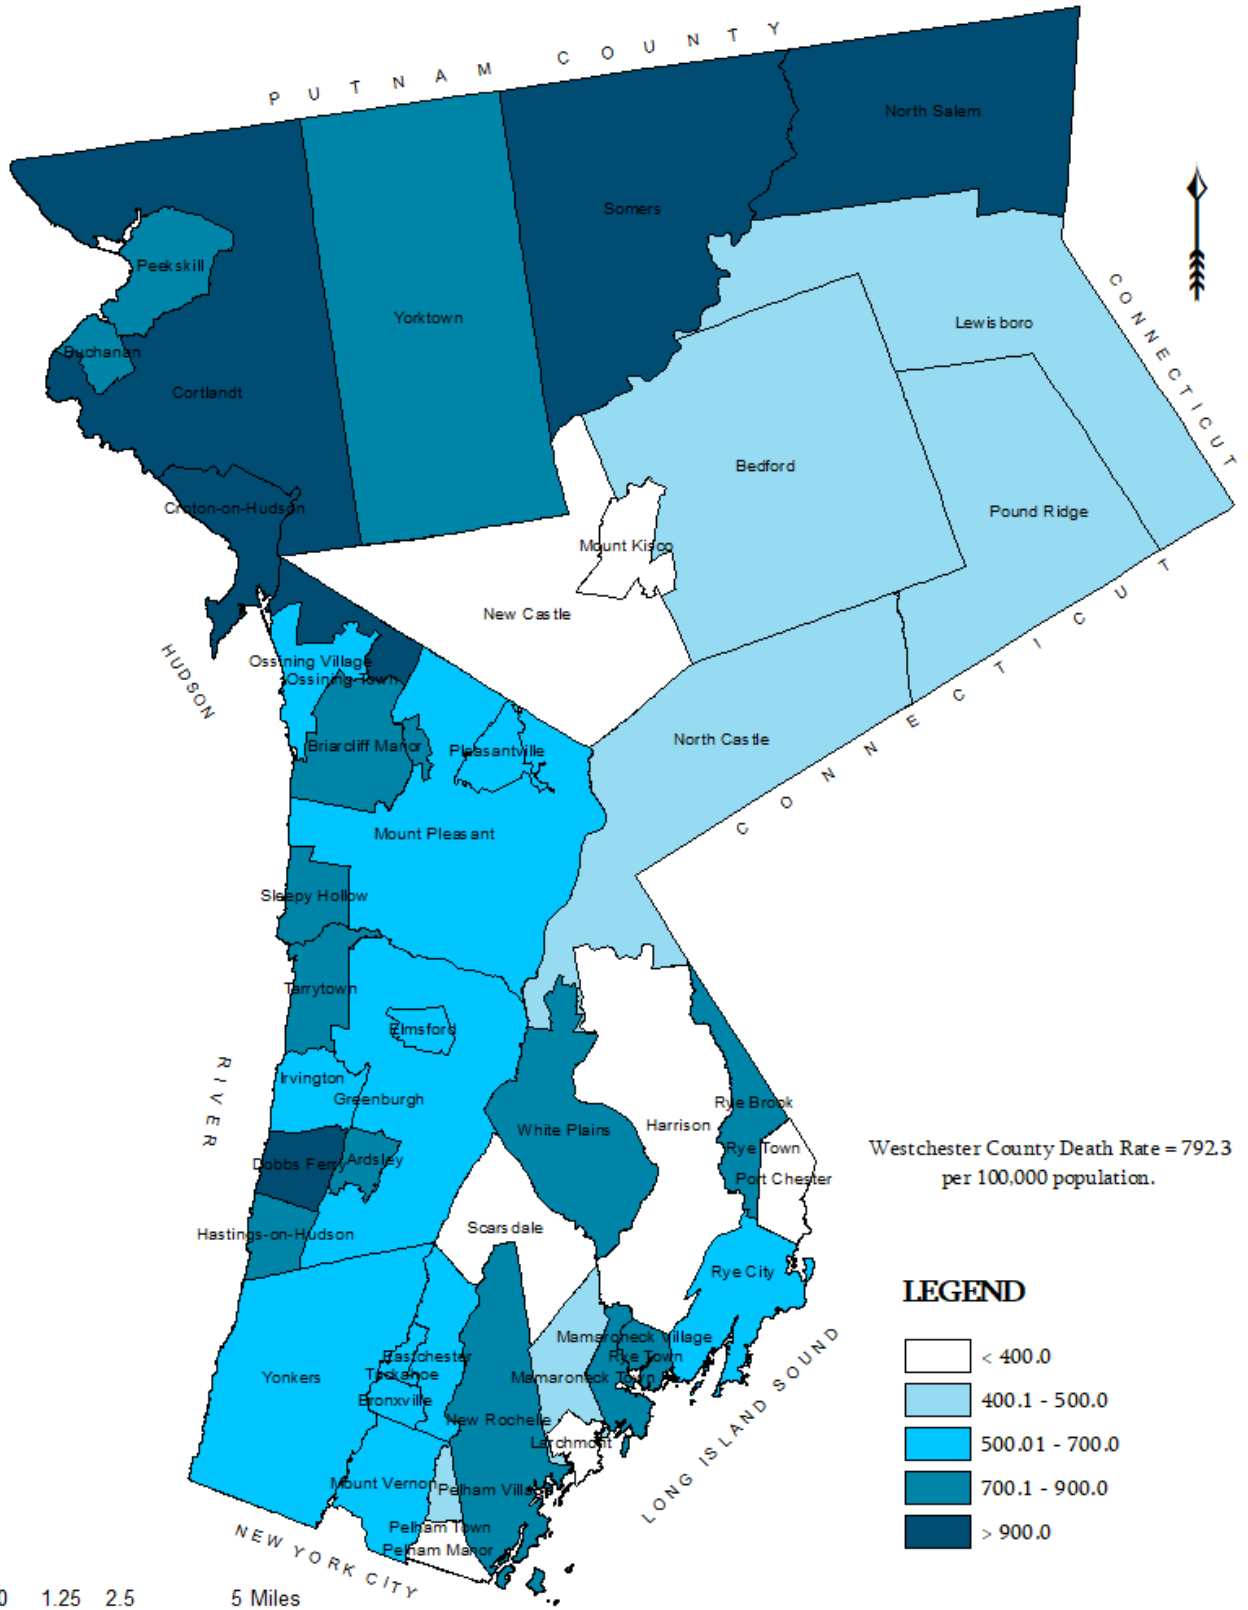 PUTNAM COUNTY
North Salem
Somers
Peekskill
Yorktown
Lewisboro
CONNECTICUT
Buchanan
Cortlandt
Bedford
Croton-on-Hudson
Pound Ridge
Mount Kisco
New Castle
HUDSON
Ossining Village
Ossining Town
CONNECTICUT
North Castle
Briarcliff Manor
Pleasantville
Mount Pleasant
Sleepy Hollow
Tarrytown
Elmsford
RIVER
Irvington
Greenburgh
Rye Brook
White Plains
Harrison
Rye Town
Westchester County Death Rate = 792.3
per 100,000 population.
Dobbs Ferry
Ardsley
Port Chester
Scarsdale
Hastings-on-Hudson
Rye City
LEGEND
< 400.0
400.1 - 500.0
500.01 - 700.0
700.1 - 900.0
> 900.0
Mamaroneck Village
Eastchester
Rye Town
Yonkers
Tuckahoe
Mamaroneck Town
Bronxville
New Rochelle
Larchmont
LONG ISLAND SOUND
Mount Vernon
Pelham Village
Pelham Town
Pelham Manor
NEW YORK CITY
0 1.25 2.5 5 Miles